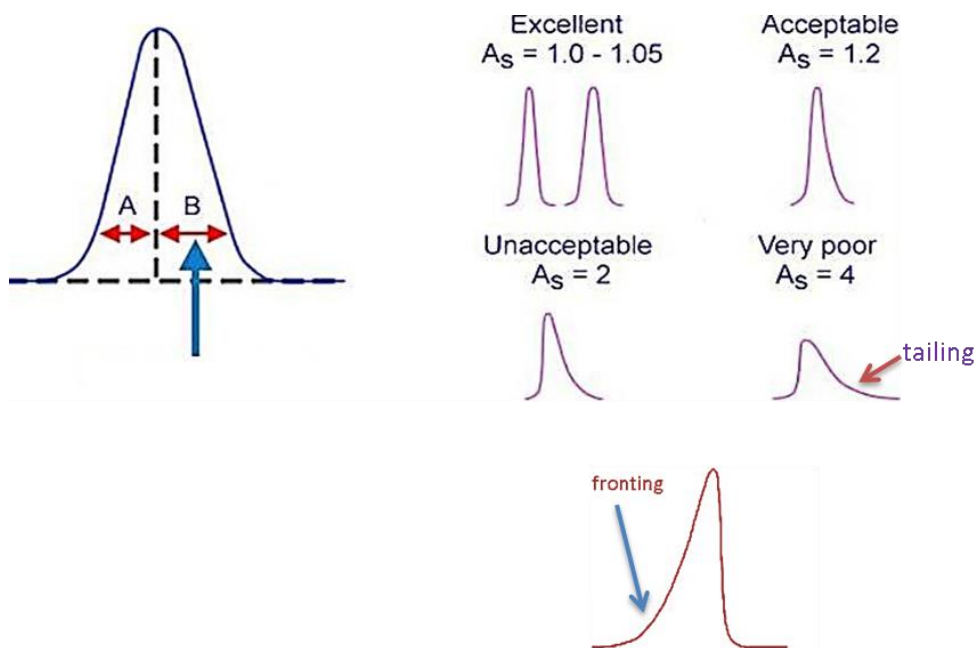 Excellent
As = 1.0 - 1.05
Acceptable
As = 1.2
A
B
Unacceptable
As = 2
Very poor
As = 4
tailing
fronting